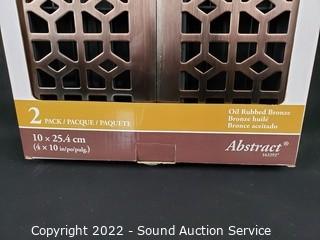 2 PACK / PACQUE / PAQUETE
10 x 25.4 cm
(4 x 10 in/po/pulg.)
Oil Rubbed Bronze
Bronze huilé
Bronce aceitado
Abstract®
Copyright 2022 - Sound Auction Service